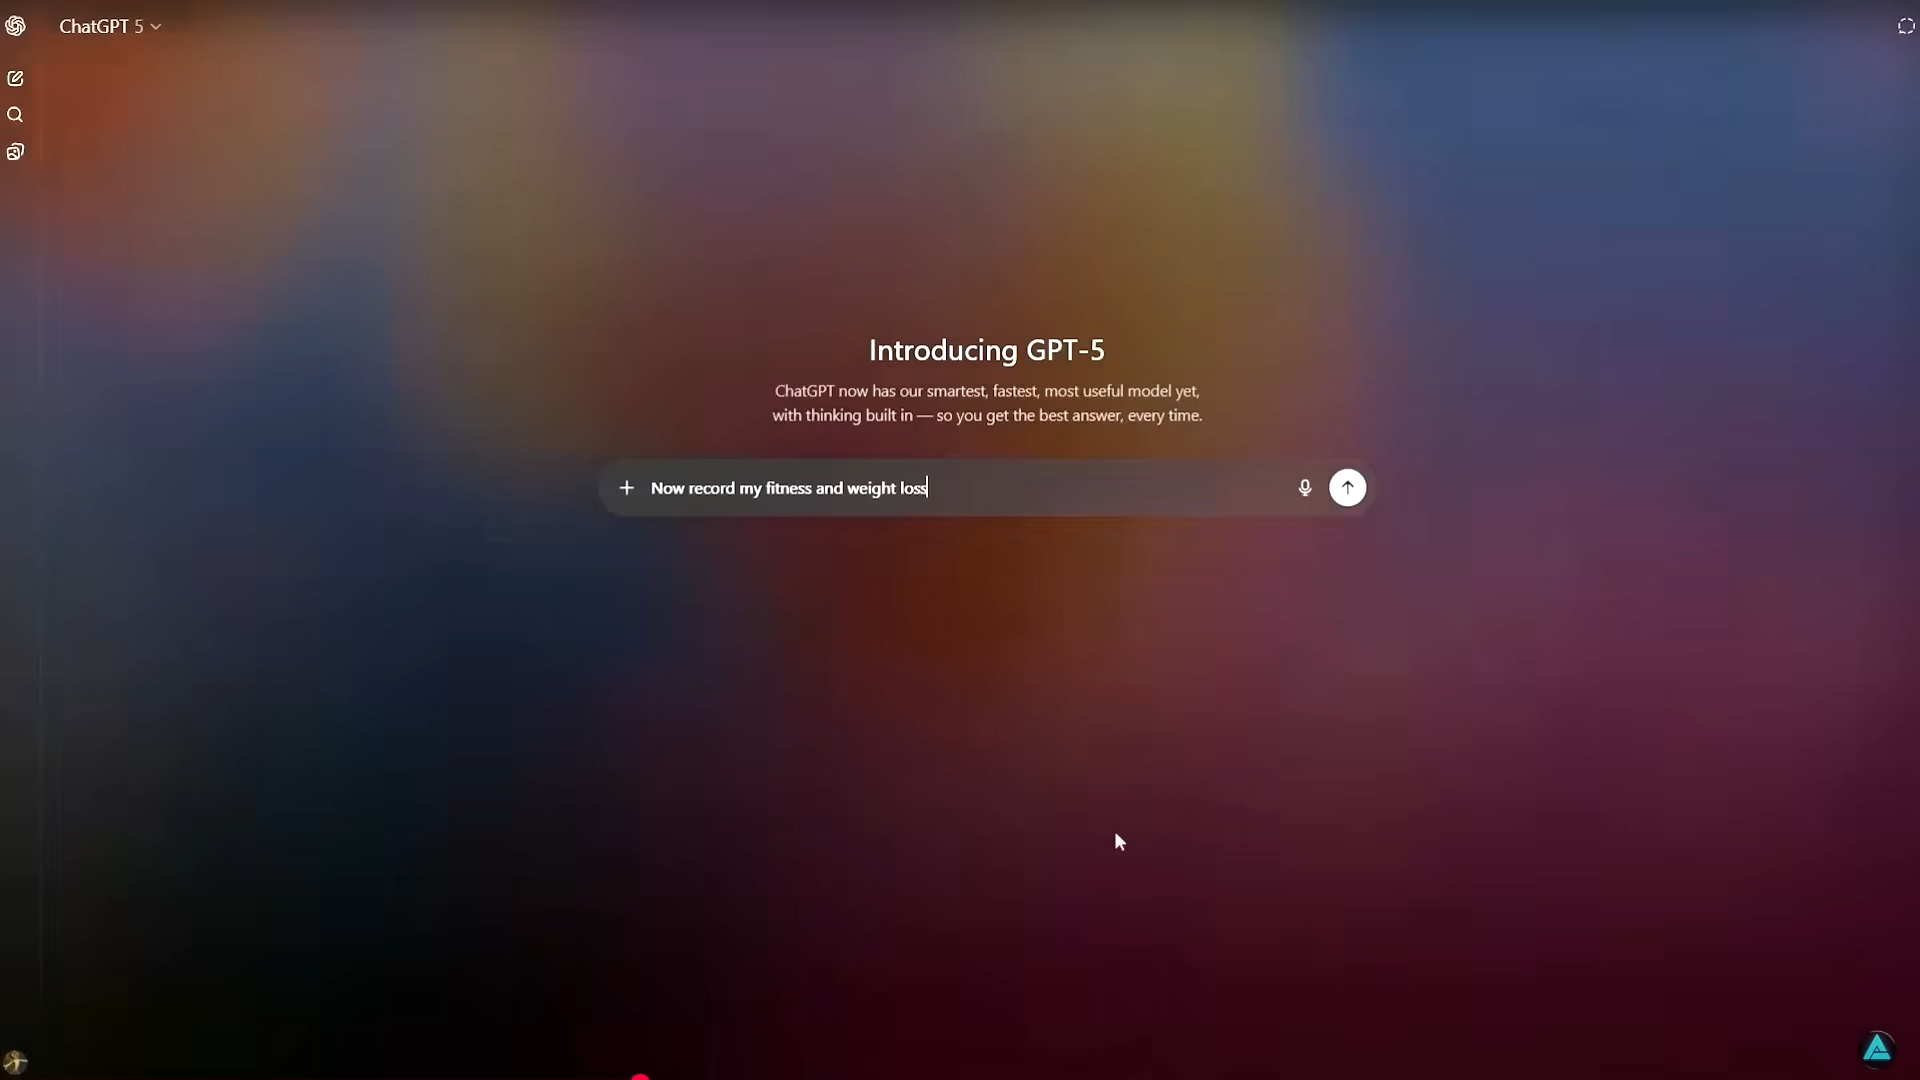 ChatGPT 5
Introducing GPT-5
ChatGPT now has our smartest, fastest, most useful model yet,
with thinking built in — so you get the best answer, every time.
Now record my fitness and weight loss